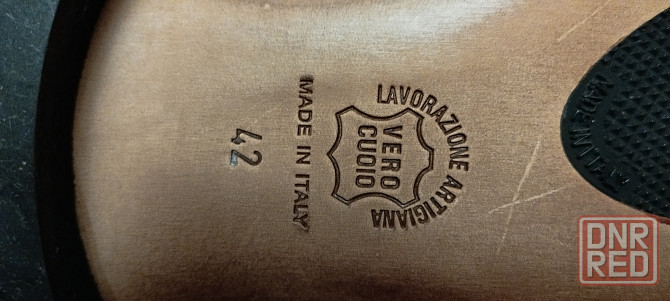 LAVORAZIONE ARTIGIANA
VERO
CUOIO
MADE IN ITALY
42
DNR
RED